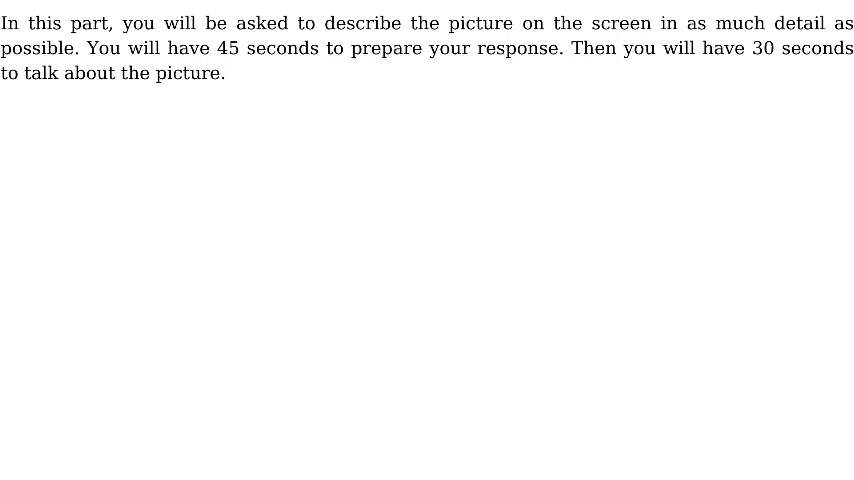 In this part, you will be asked to describe the picture on the screen in as much detail as
possible. You will have 45 seconds to prepare your response. Then you will have 30 seconds
to talk about the picture.